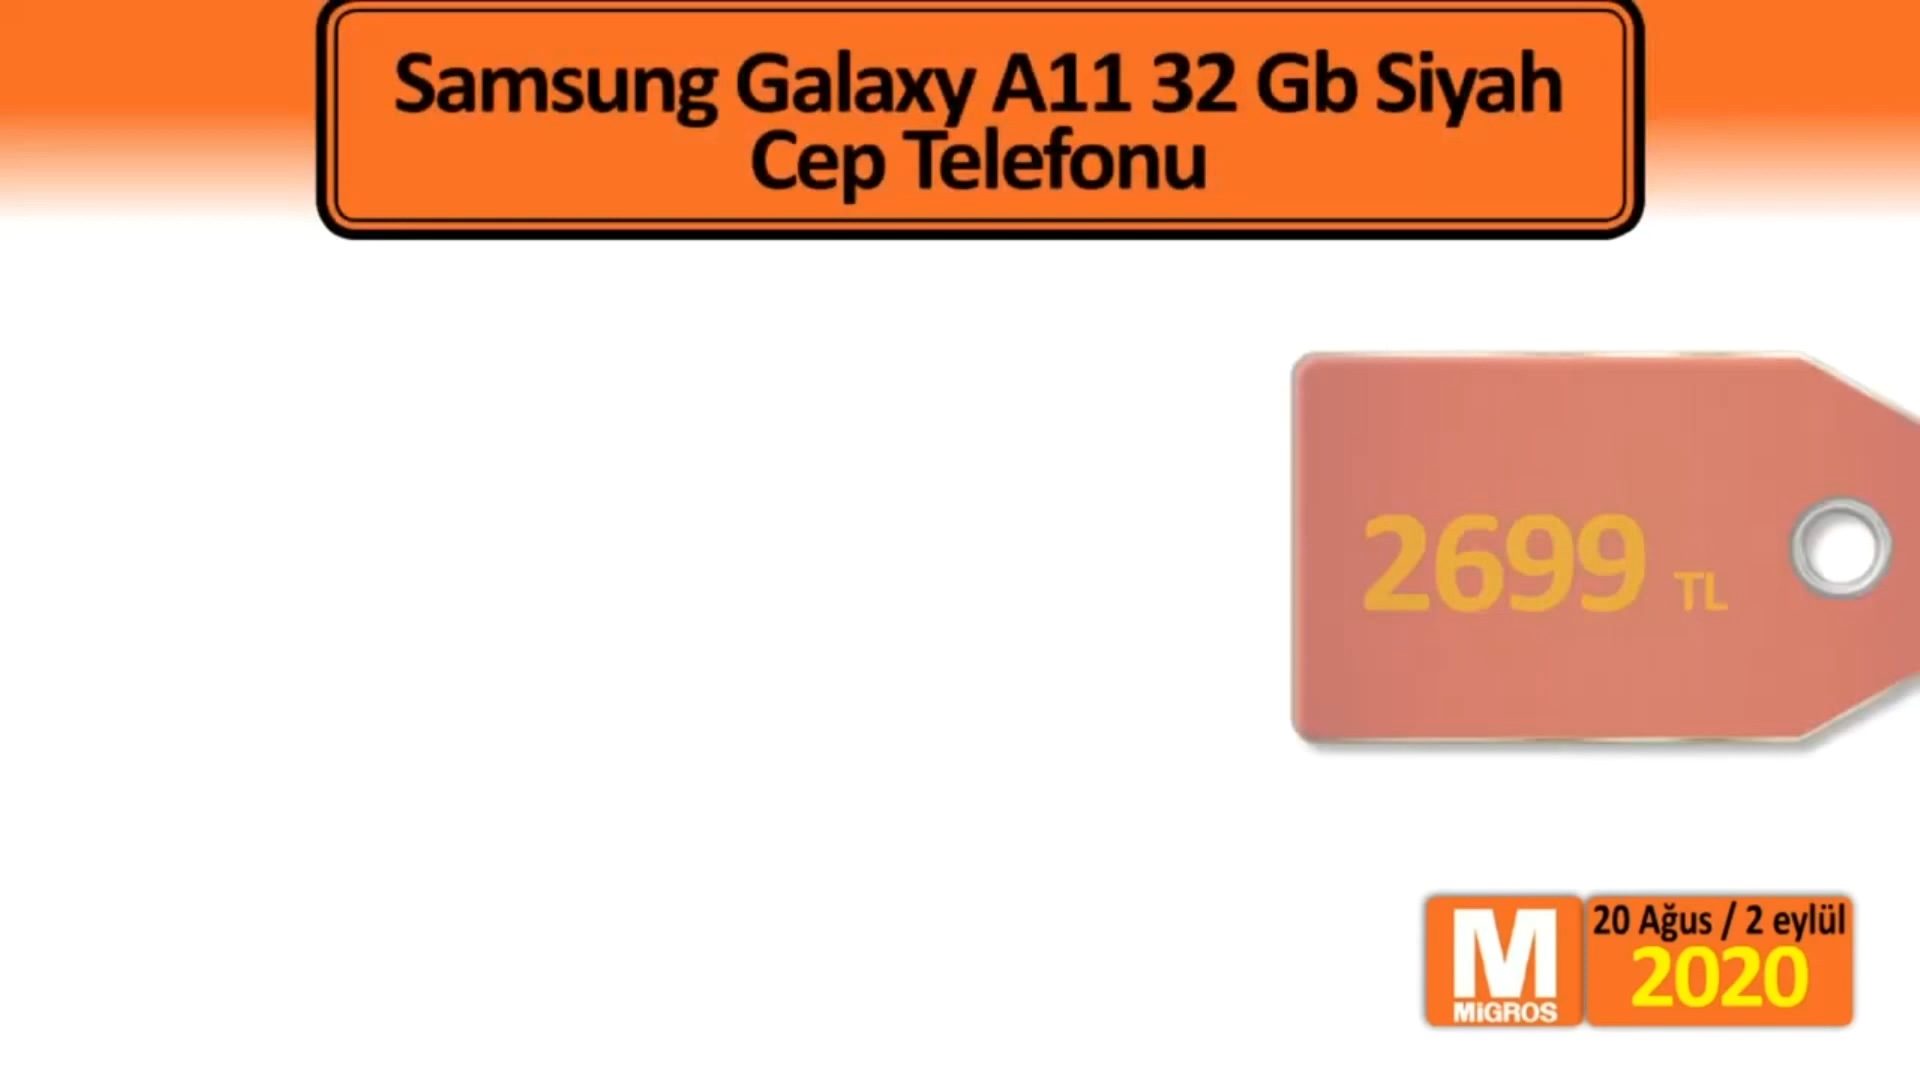 Samsung Galaxy A11 32 Gb Siyah
Cep Telefonu
2699 TL
20 Ağus / 2 eylül
2020
M
MiGROS